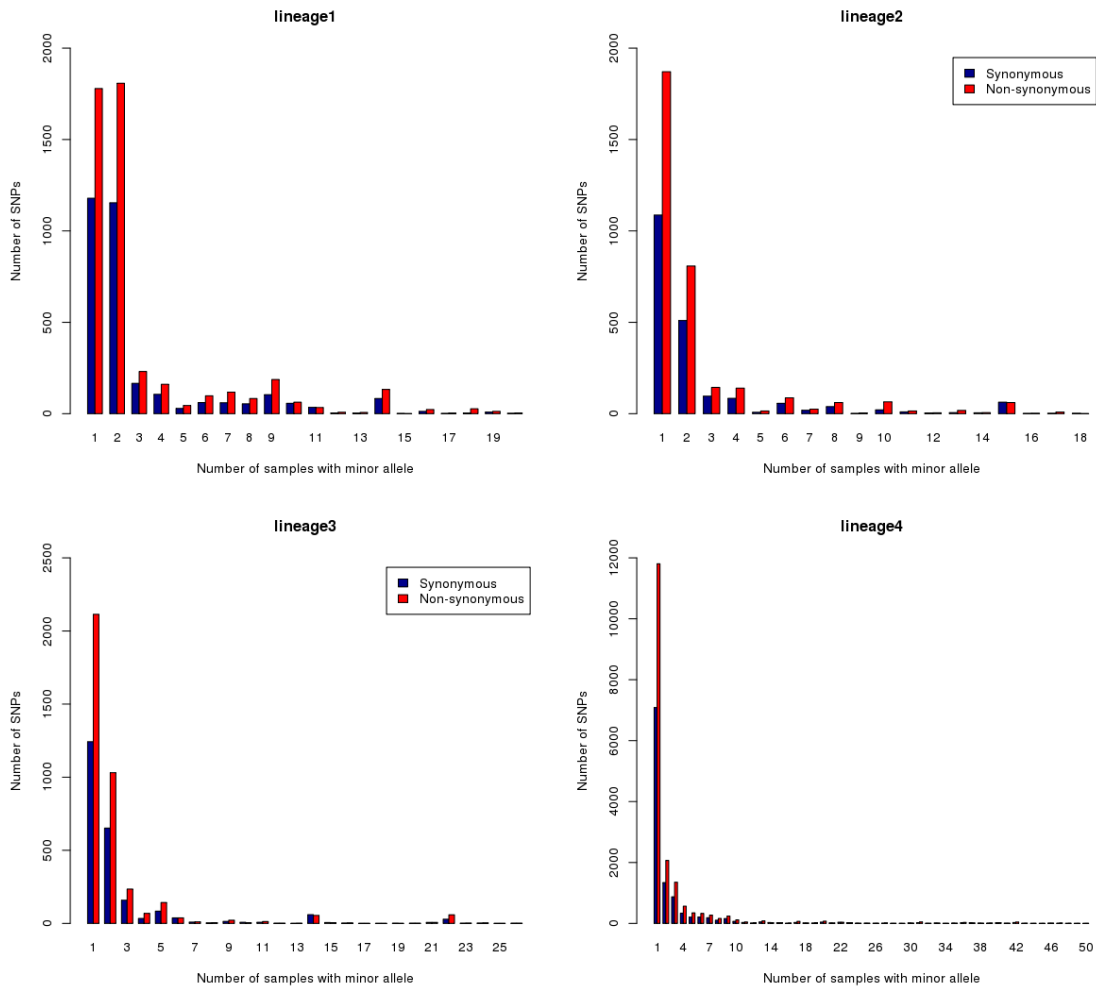 lineage1
Number of SNPs
2000
1500
1000
500
0
1 2 3 4 5 6 7 8 9 11 13 15 17 19
Number of samples with minor allele
lineage2
Synonymous
Non-synonymous
Number of SNPs
2000
1500
1000
500
0
1 2 3 4 5 6 7 8 9 10 12 14 16 18
Number of samples with minor allele
lineage3
Synonymous
Non-synonymous
Number of SNPs
2500
2000
1500
1000
500
0
1 3 5 7 9 11 13 15 17 19 21 23 25
Number of samples with minor allele
lineage4
Number of SNPs
12000
10000
8000
6000
4000
2000
0
1 4 7 10 14 18 22 26 30 34 38 42 46 50
Number of samples with minor allele